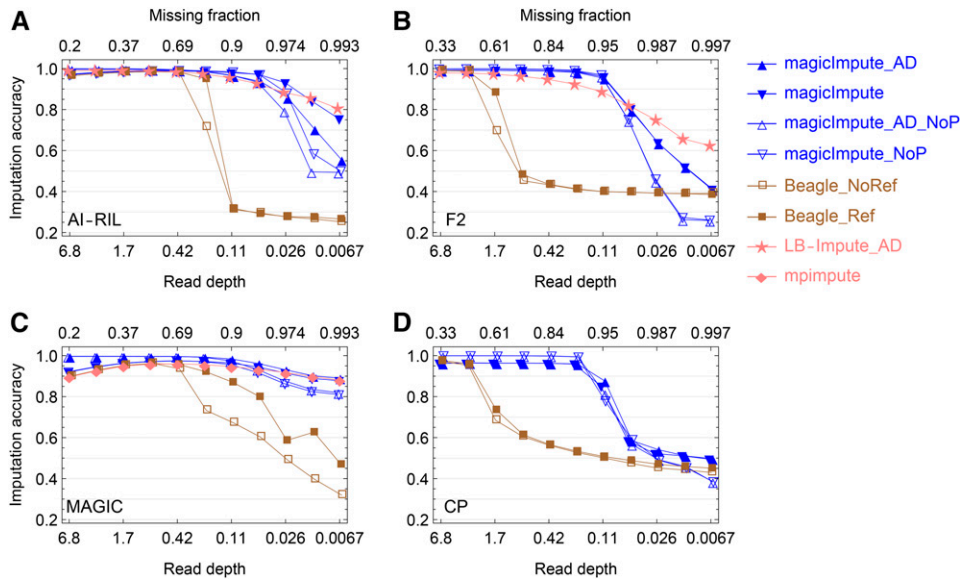 Missing fraction
Missing fraction
A
0.2 0.37 0.69 0.9 0.974 0.993
B
0.33 0.61 0.84 0.95 0.987 0.997
Imputation accuracy
1.0
0.8
0.6
0.4
0.2
AI-RIL
6.8 1.7 0.42 0.11 0.026 0.0067
Read depth
1.0
0.8
0.6
0.4
0.2
F2
6.8 1.7 0.42 0.11 0.026 0.0067
Read depth
magicImpute_AD
magicImpute
magicImpute_AD_NoP
magicImpute_NoP
Beagle_NoRef
Beagle_Ref
LB-Impute_AD
mpimpute
C
0.2 0.37 0.69 0.9 0.974 0.993
D
0.33 0.61 0.84 0.95 0.987 0.997
Imputation accuracy
1.0
0.8
0.6
0.4
0.2
MAGIC
6.8 1.7 0.42 0.11 0.026 0.0067
Read depth
1.0
0.8
0.6
0.4
0.2
CP
6.8 1.7 0.42 0.11 0.026 0.0067
Read depth